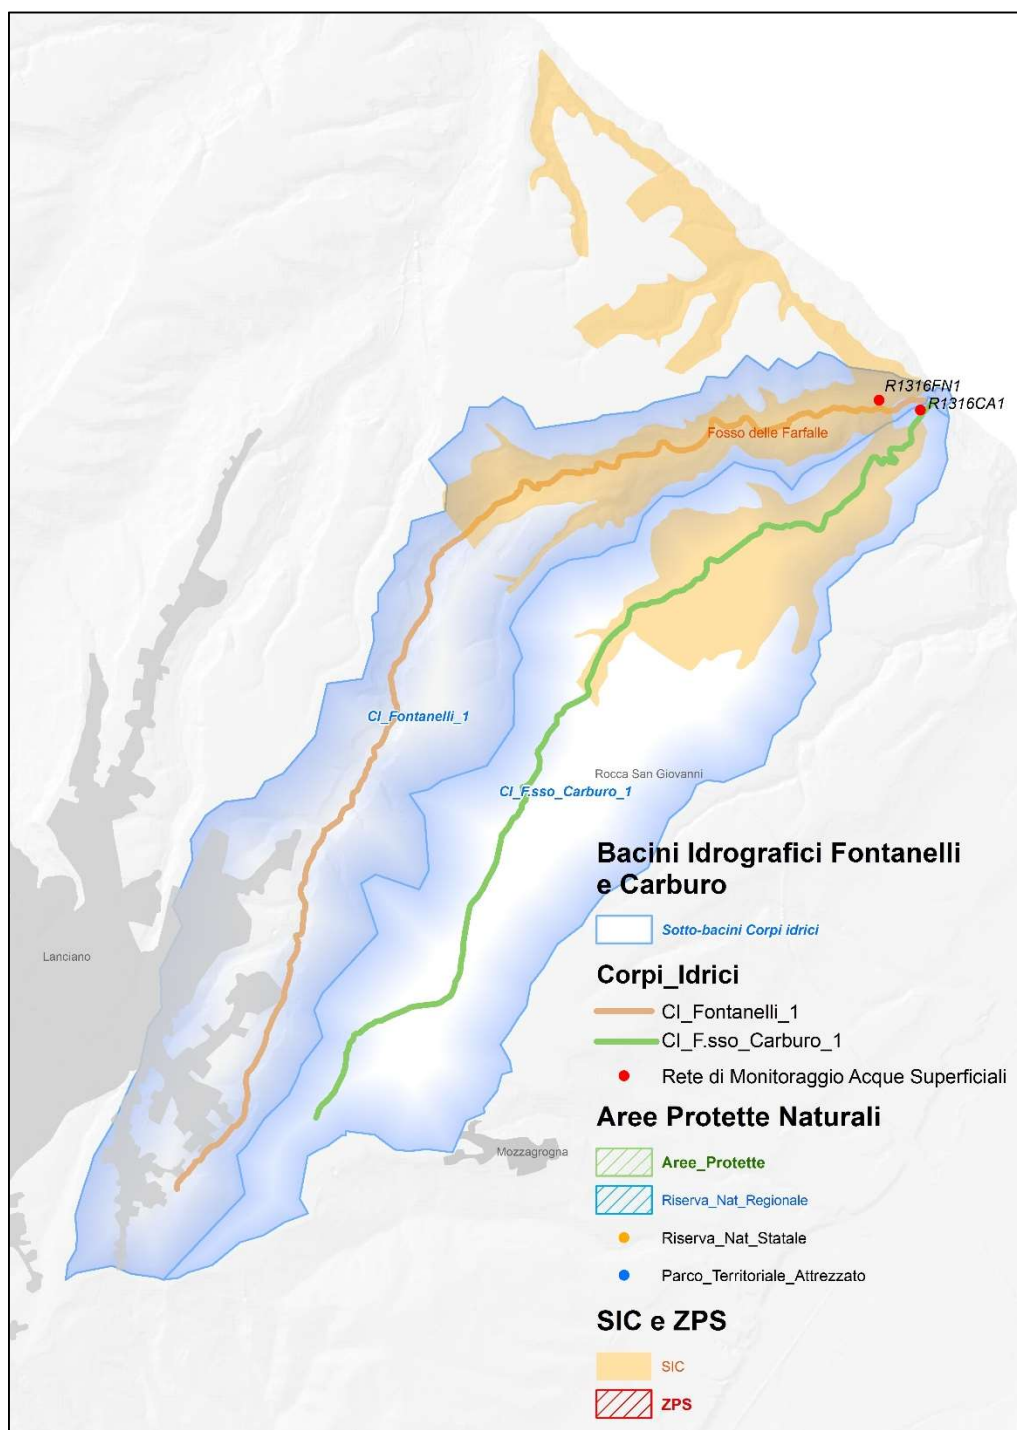 R1316FN1
R1316CA1
Fosso delle Farfalle
CI_Fontanelli_1
Rocca San Giovanni
CI_F.sso_Carburo_1
Lanciano
Mozzagrogna
Bacini Idrografici Fontanelli
e Carburo
Sotto-bacini Corpi idrici
Corpi_Idrici
CI_Fontanelli_1
CI_F.sso_Carburo_1
Rete di Monitoraggio Acque Superficiali
Aree Protette Naturali
Aree_Protette
Riserva_Nat_Regionale
Riserva_Nat_Statale
Parco_Territoriale_Attrezzato
SIC e ZPS
SIC
ZPS